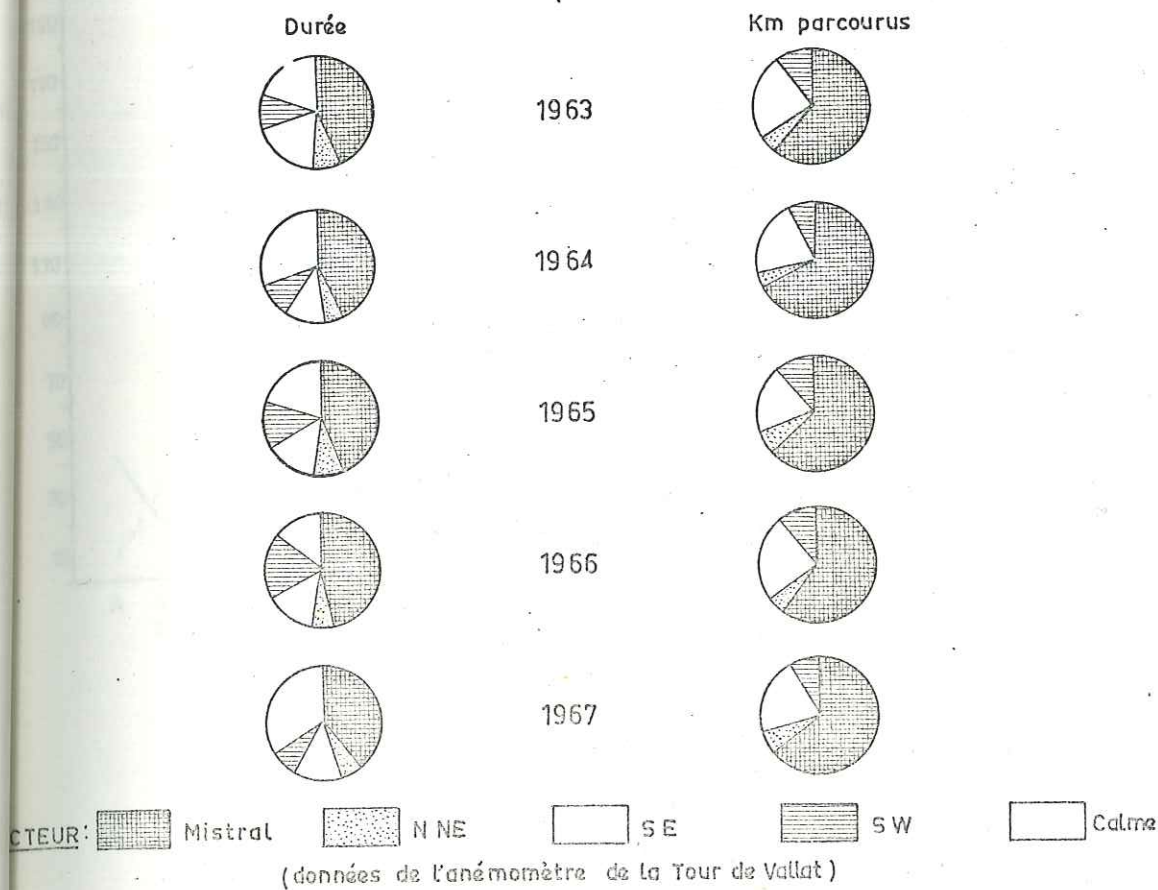 Durée Km parcourus
1963
1964
1965
1966
1967
CTEUR: Mistral N NE SE SW Calme
(données de l'anémomètre de la Tour de Vallat)